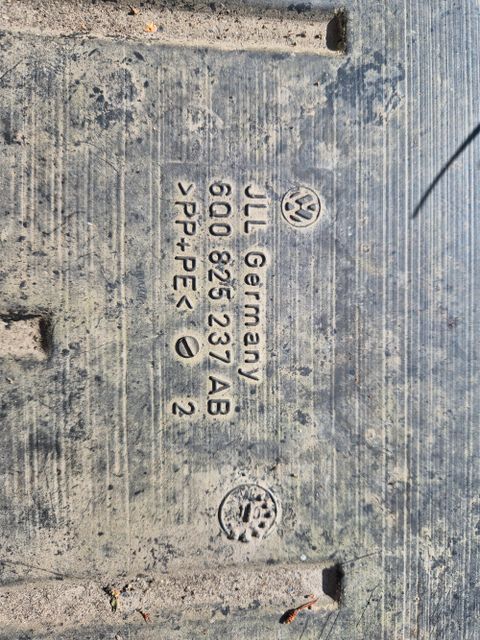 JLL Germany
6Q0 825 237 AB
>PP+PE< 2